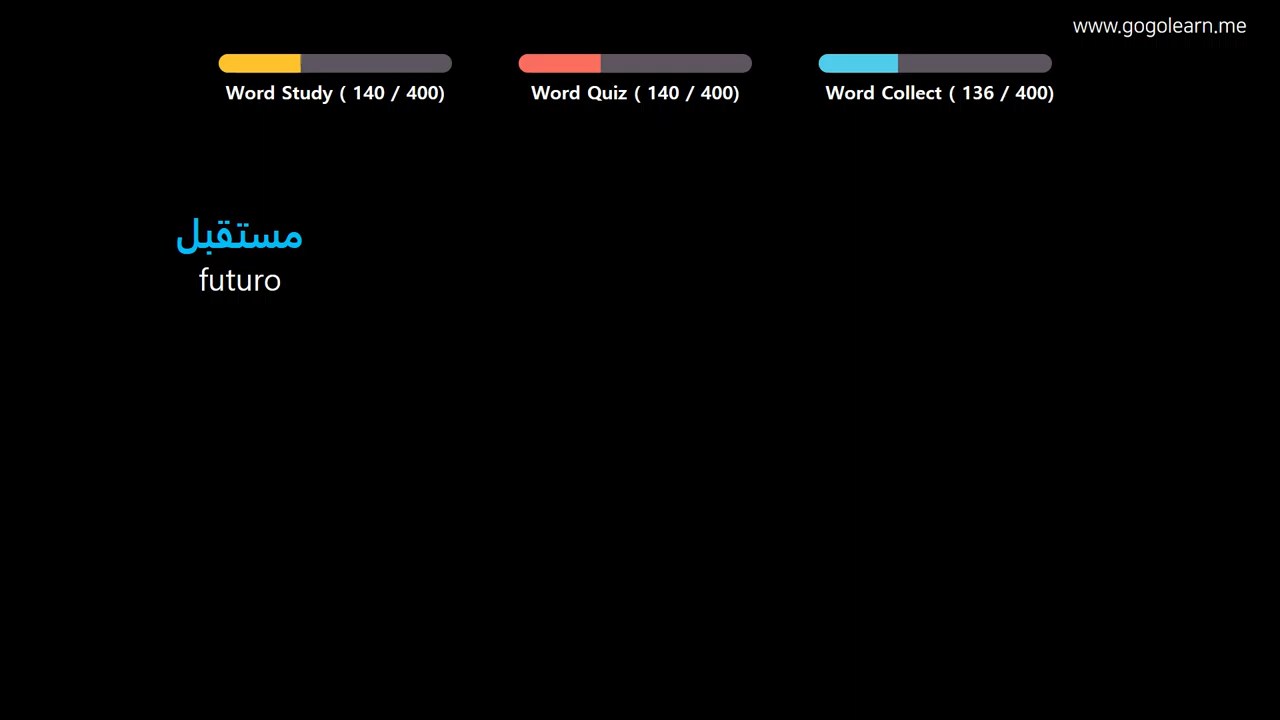 www.gogolearn.me
Word Study ( 140 / 400)
Word Quiz ( 140 / 400)
Word Collect ( 136 / 400)
مستقبل
futuro